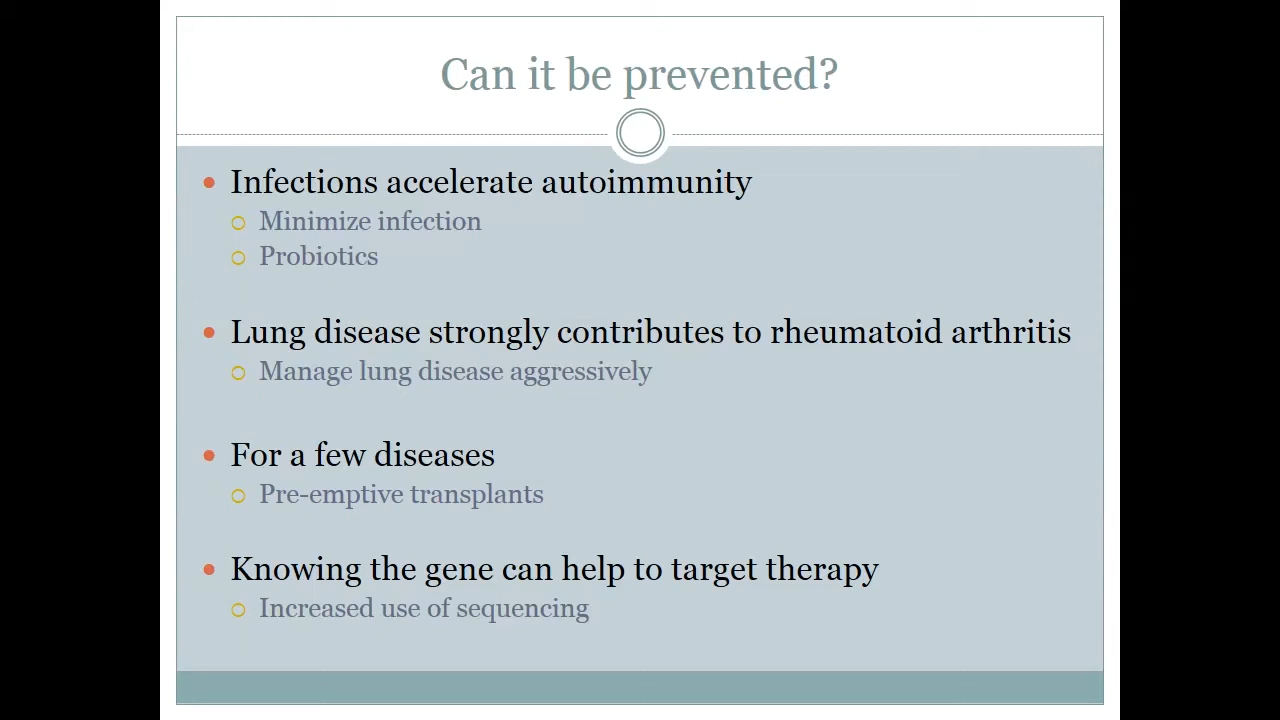 Can it be prevented?
Infections accelerate autoimmunity
Minimize infection
Probiotics
Lung disease strongly contributes to rheumatoid arthritis
Manage lung disease aggressively
For a few diseases
Pre-emptive transplants
Knowing the gene can help to target therapy
Increased use of sequencing